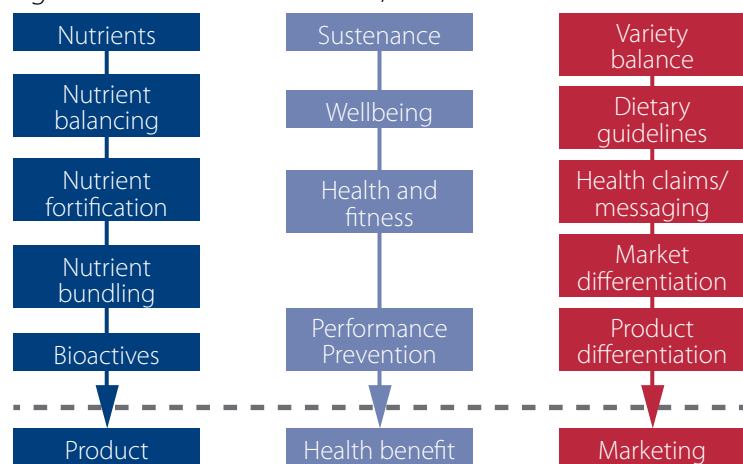 Nutrients
Nutrient
balancing
Nutrient
fortification
Nutrient
bundling
Bioactives
Product
Sustenance
Wellbeing
Health and
fitness
Performance
Prevention
Health benefit
Variety
balance
Dietary
guidelines
Health claims/
messaging
Market
differentiation
Product
differentiation
Marketing